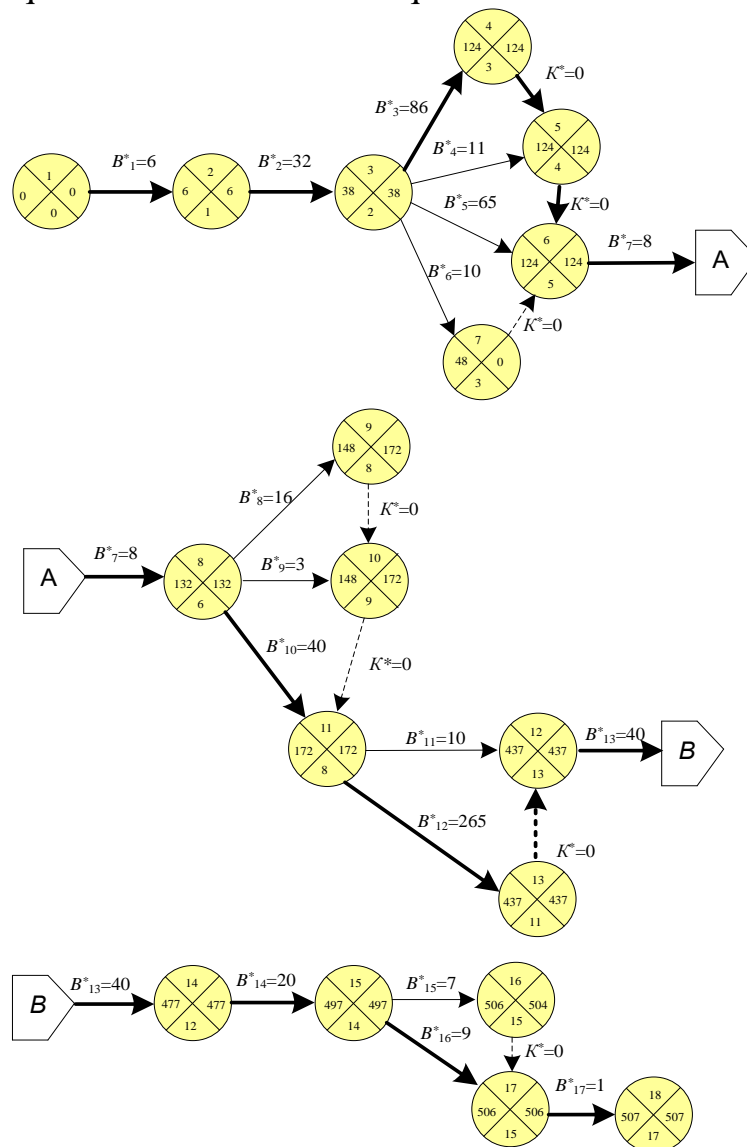 4
124 124
3
K*=0
B*3=86
5
124 124
4
B*1=6
B*2=32
B*4=11
1
0 0
0
2
6 6
1
3
38 38
2
B*5=65
K*=0
6
124 124
5
B*7=8
A
B*6=10
K*=0
7
48 0
3
9
148 172
8
B*8=16
K*=0
A
B*7=8
8
132 132
6
B*9=3
10
148 172
9
B*10=40
K*=0
11
172 172
8
B*11=10
12
437 437
13
B*13=40
B
B*12=265
K*=0
13
437 437
11
B
B*13=40
14
477 477
12
B*14=20
15
497 497
14
B*15=7
16
506 504
15
B*16=9
K*=0
17
506 506
15
B*17=1
18
507 507
17